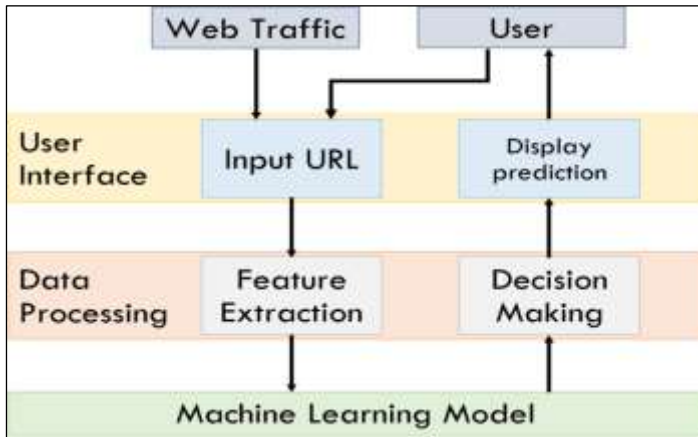 Web Traffic
User
User
Interface
Input URL
Display
prediction
Data
Processing
Feature
Extraction
Decision
Making
Machine Learning Model